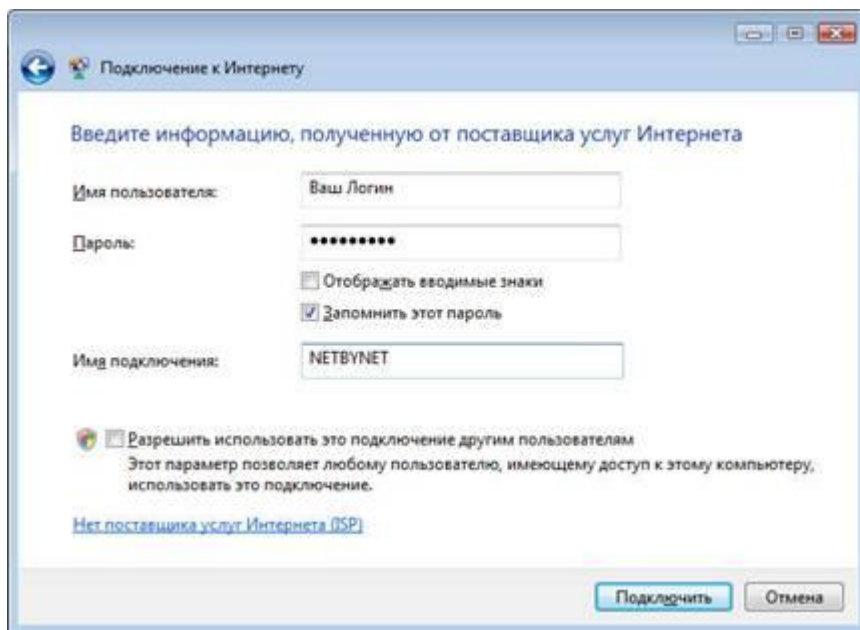 Подключение к Интернету
Введите информацию, полученную от поставщика услуг Интернета
Имя пользователя: Ваш Логин
Пароль: •••••••••
Отображать вводимые знаки
Запомнить этот пароль
Имя подключения: NETBYNET
Разрешить использовать это подключение другим пользователям
Этот параметр позволяет любому пользователю, имеющему доступ к этому компьютеру,
использовать это подключение.
Нет поставщика услуг Интернета (ISP)
Подключить Отмена